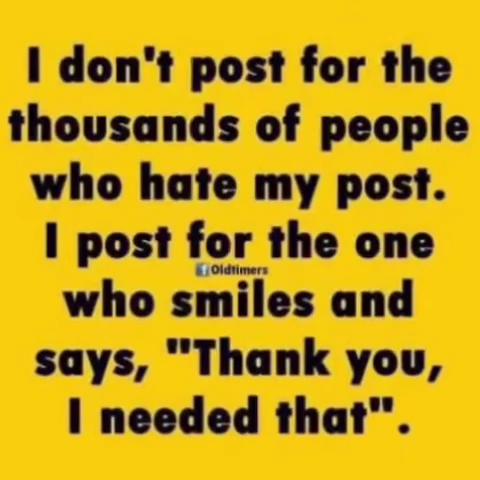 I don't post for the
thousands of people
who hate my post.
I post for the one
Oldtimers
who smiles and
says, "Thank you,
I needed that".